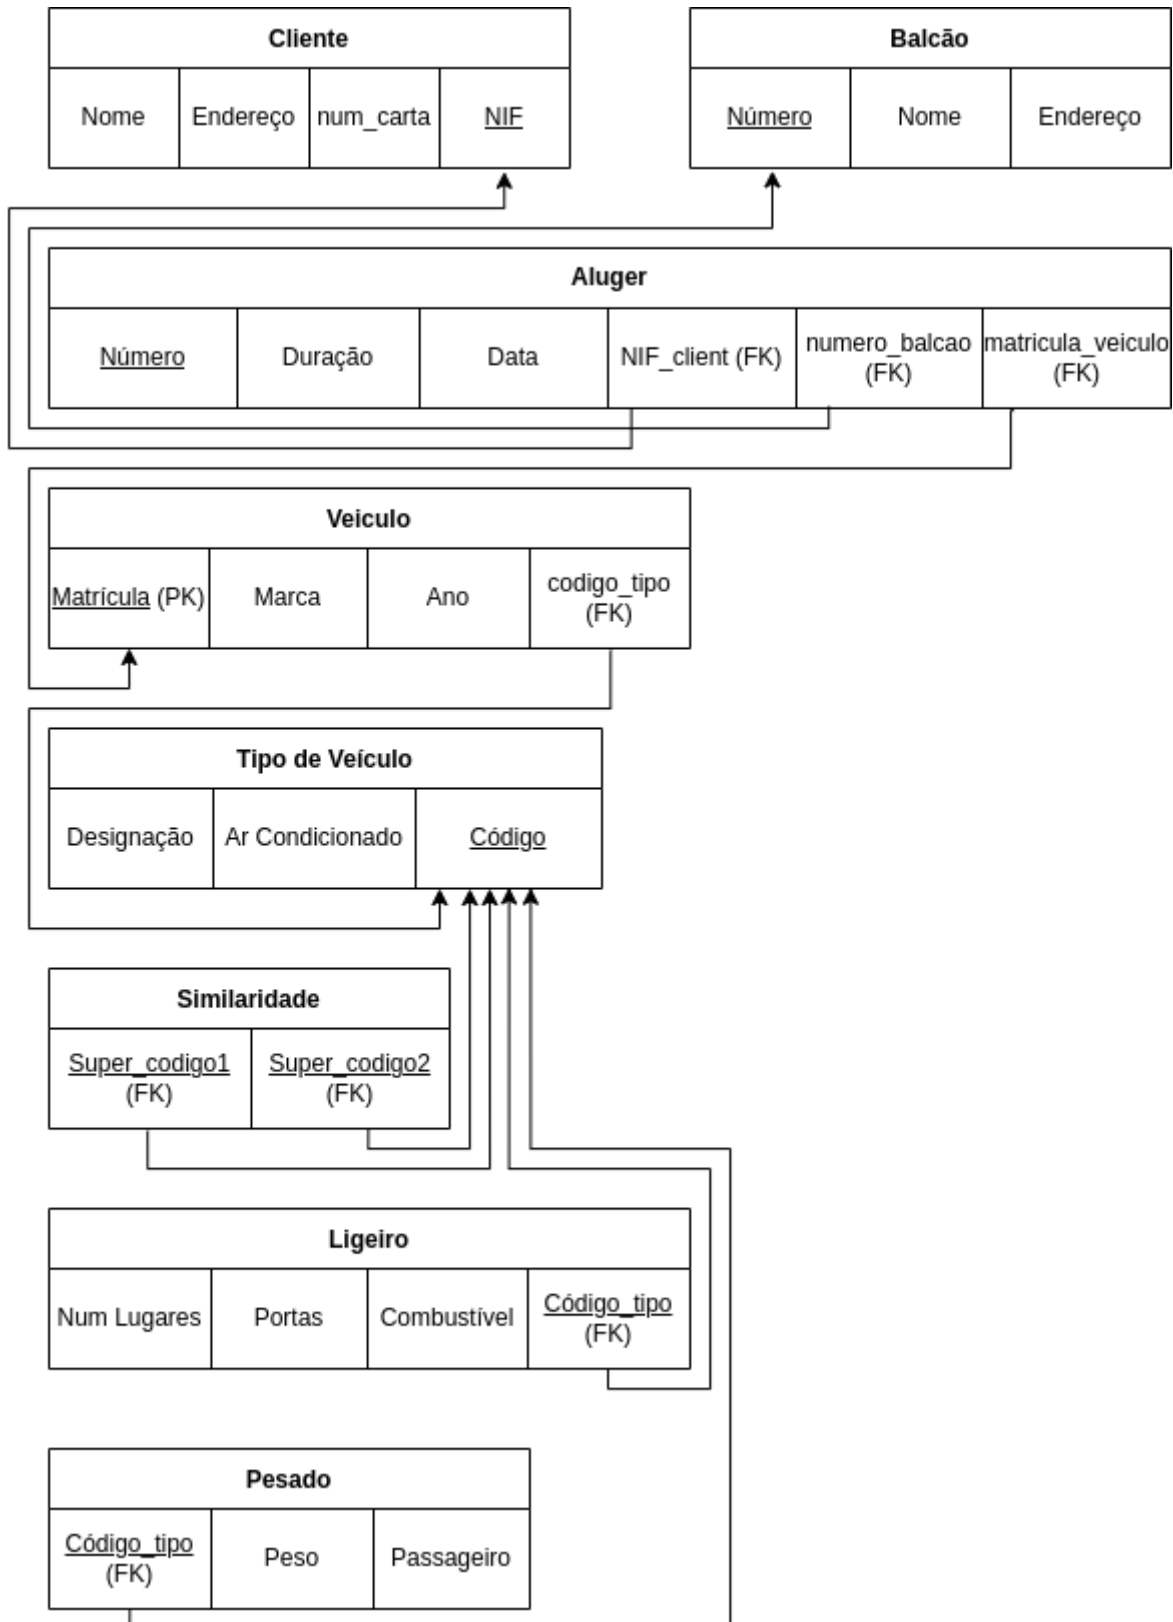 Cliente
Nome Endereço num_carta NIF
Balcão
Número Nome Endereço
Aluger
Número Duração Data NIF_client (FK) numero_balcao (FK) matricula_veiculo (FK)
Veiculo
Matrícula (PK) Marca Ano codigo_tipo (FK)
Tipo de Veículo
Designação Ar Condicionado Código
Similaridade
Super_codigo1 (FK) Super_codigo2 (FK)
Ligeiro
Num Lugares Portas Combustível Código_tipo (FK)
Pesado
Código_tipo (FK) Peso Passageiro